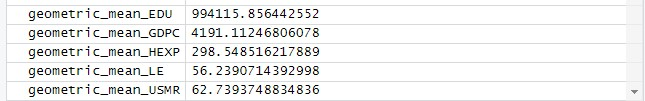 geometric_mean_EDU 994115.856442552
geometric_mean_GDPC 4191.11246806078
geometric_mean_HEXP 298.548516217889
geometric_mean_LE 56.2390714392998
geometric_mean_USMR 62.7393748834836